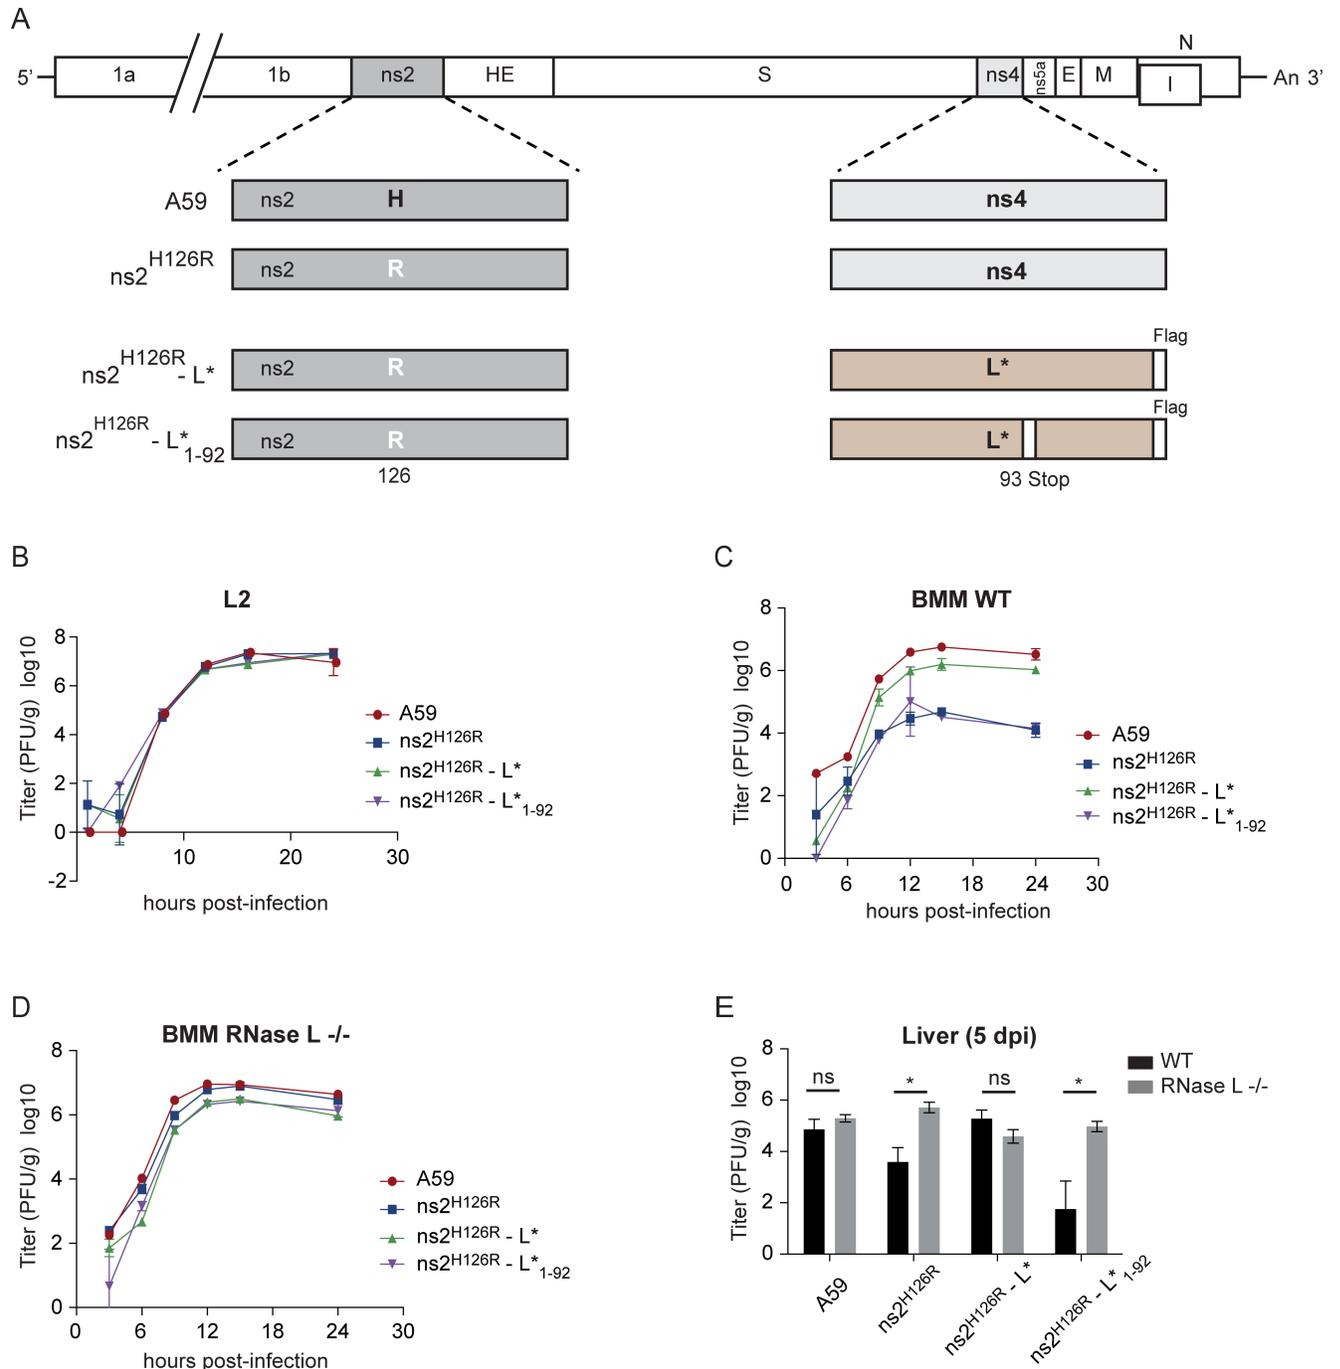 A
N
5' 1a 1b ns2 HE S ns4 ns5a E M I An 3'
A59 ns2 H ns4
ns2H126R ns2 R ns4
Flag
ns2H126R - L* ns2 R L*
Flag
ns2H126R - L*1-92 ns2 R L*
126 93 Stop
B
L2
Titer (PFU/g) log10
8
6
4
2
0
-2
10 20 30
hours post-infection
A59
ns2H126R
ns2H126R - L*
ns2H126R - L*1-92
C
BMM WT
Titer (PFU/g) log10
8
6
4
2
0
0 6 12 18 24 30
hours post-infection
A59
ns2H126R
ns2H126R - L*
ns2H126R - L*1-92
D
BMM RNase L -/-
Titer (PFU/g) log10
8
6
4
2
0
0 6 12 18 24 30
hours post-infection
A59
ns2H126R
ns2H126R - L*
ns2H126R - L*1-92
E
Liver (5 dpi)
Titer (PFU/g) log10
8
6
4
2
0
ns * ns *
WT
RNase L -/-
A59
ns2H126R
ns2H126R - L*
ns2H126R - L*1-92